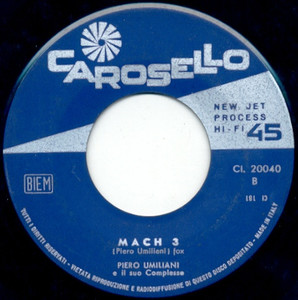 CAROSELLO
NEW JET
PROCESS
HI-FI 45
CI. 20040
B
BIEM
MACH 3
(Piero Umiliani) fox
PIERO UMILIANI
e il suo Complesso
TUTTI I DIRITTI RISERVATI - VIETATA RIPRODUZIONE E RADIODIFFUSIONE DI QUESTO DISCO DEPOSITATO - MADE IN ITALY